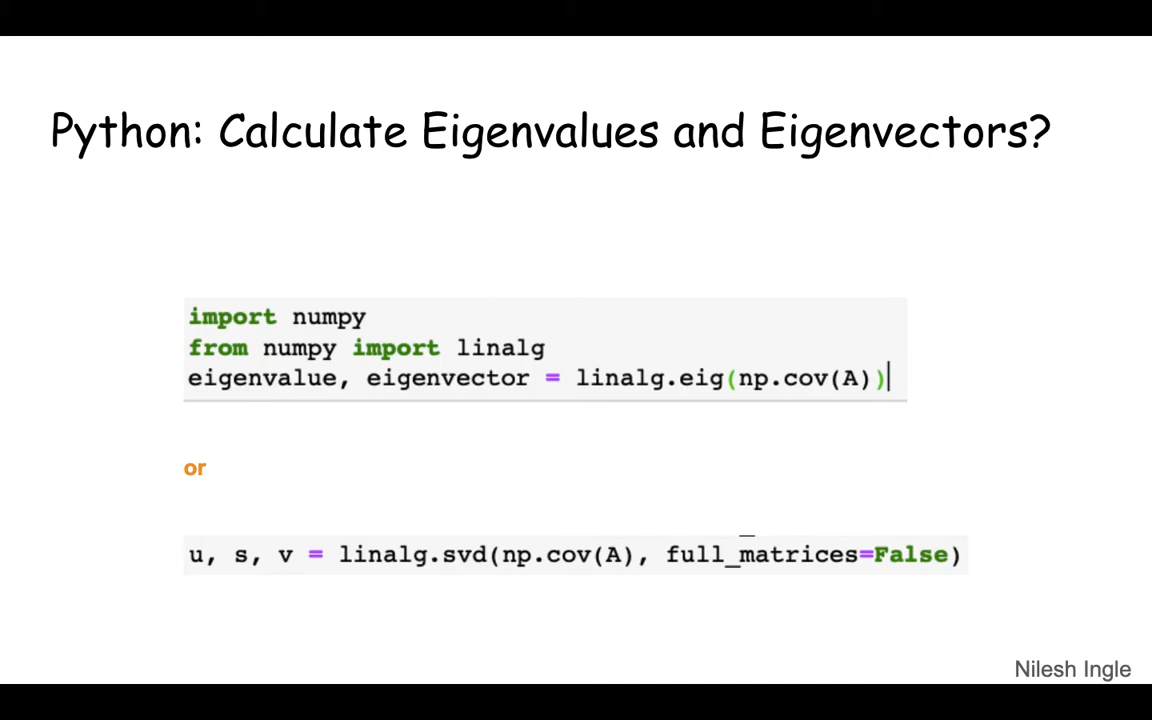 Python: Calculate Eigenvalues and Eigenvectors?
import numpy
from numpy import linalg
eigenvalue, eigenvector = linalg.eig(np.cov(A))
or
u, s, v = linalg.svd(np.cov(A), full_matrices=False)
Nilesh Ingle